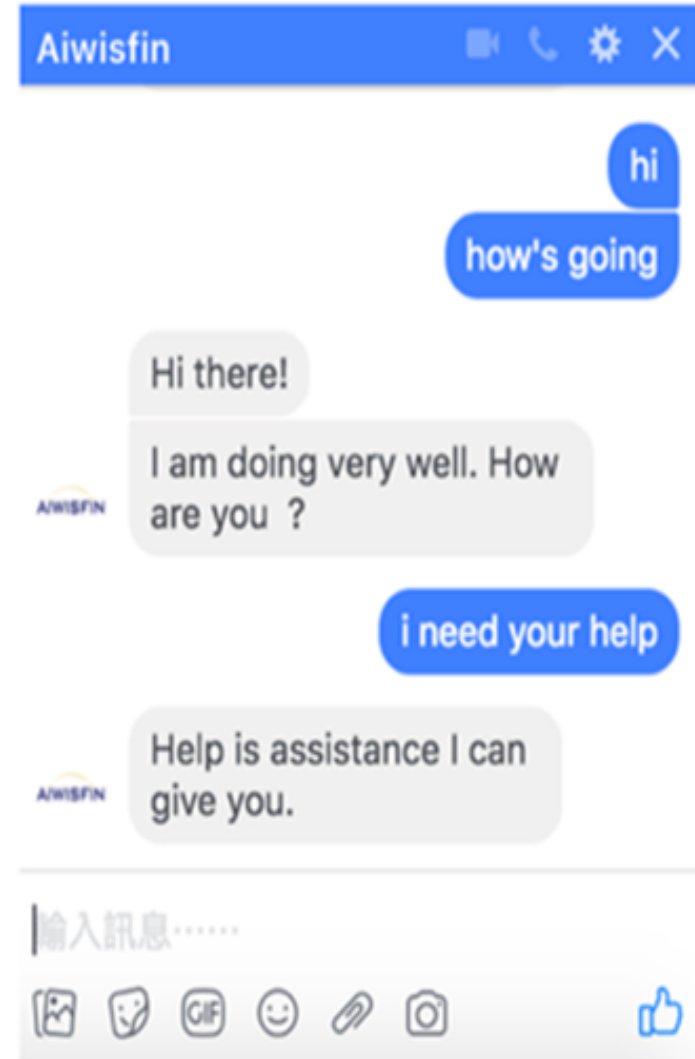 Aiwisfin
hi
how's going
Hi there!
I am doing very well. How
are you ?
AIWISFIN
i need your help
Help is assistance I can
give you.
AIWISFIN
輸入訊息……
GIF